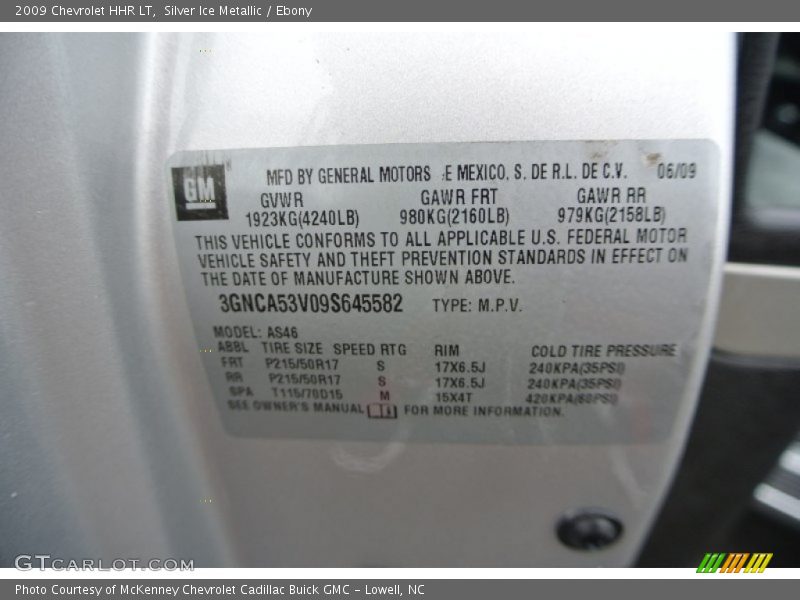 2009 Chevrolet HHR LT,  Silver Ice Metallic / Ebony
GM
MFD BY GENERAL MOTORS DE MEXICO, S. DE R.L. DE C.V. 06/09
GVWR GAWR FRT GAWR RR
1923KG(4240LB) 980KG(2160LB) 979KG(2158LB)
THIS VEHICLE CONFORMS TO ALL APPLICABLE U.S. FEDERAL MOTOR
VEHICLE SAFETY AND THEFT PREVENTION STANDARDS IN EFFECT ON
THE DATE OF MANUFACTURE SHOWN ABOVE.
3GNCA53V09S645582 TYPE: M.P.V.
MODEL: AS46
ABBL TIRE SIZE SPEED RTG RIM COLD TIRE PRESSURE
FRT P215/50R17 S 17X6.5J 240KPA(35PSI)
RR P215/50R17 S 17X6.5J 240KPA(35PSI)
SPA T115/70D15 M 15X4T 420KPA(60PSI)
SEE OWNER'S MANUAL FOR MORE INFORMATION.
GTCARLOT.COM
Photo Courtesy of McKenney Chevrolet Cadillac Buick GMC – Lowell, NC